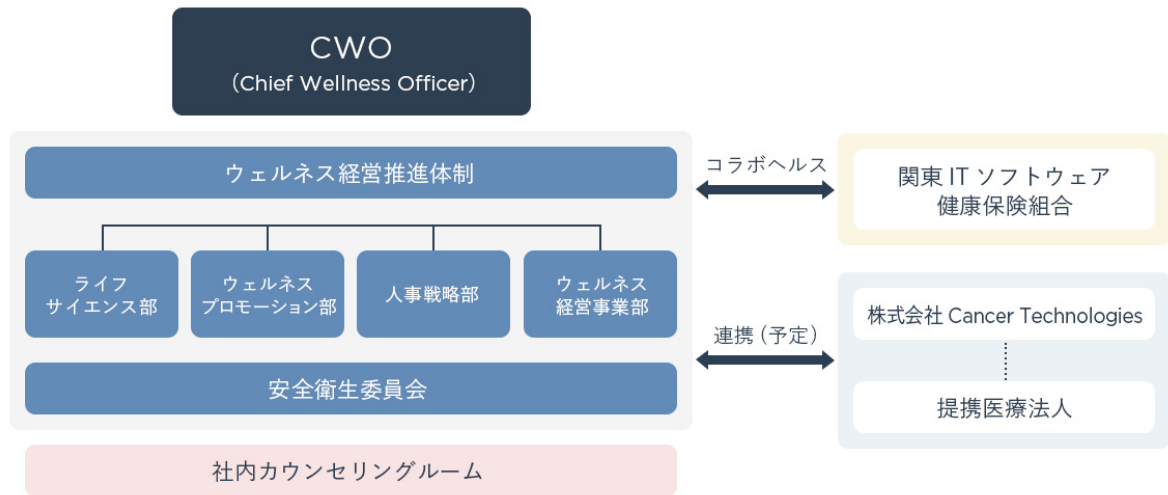 CWO
（Chief Wellness Officer）
ウェルネス経営推進体制
ライフ
サイエンス部
ウェルネス
プロモーション部
人事戦略部
ウェルネス
経営事業部
安全衛生委員会
社内カウンセリングルーム
コラボヘルス
関東 IT ソフトウェア
健康保険組合
連携（予定）
株式会社 Cancer Technologies
提携医療法人